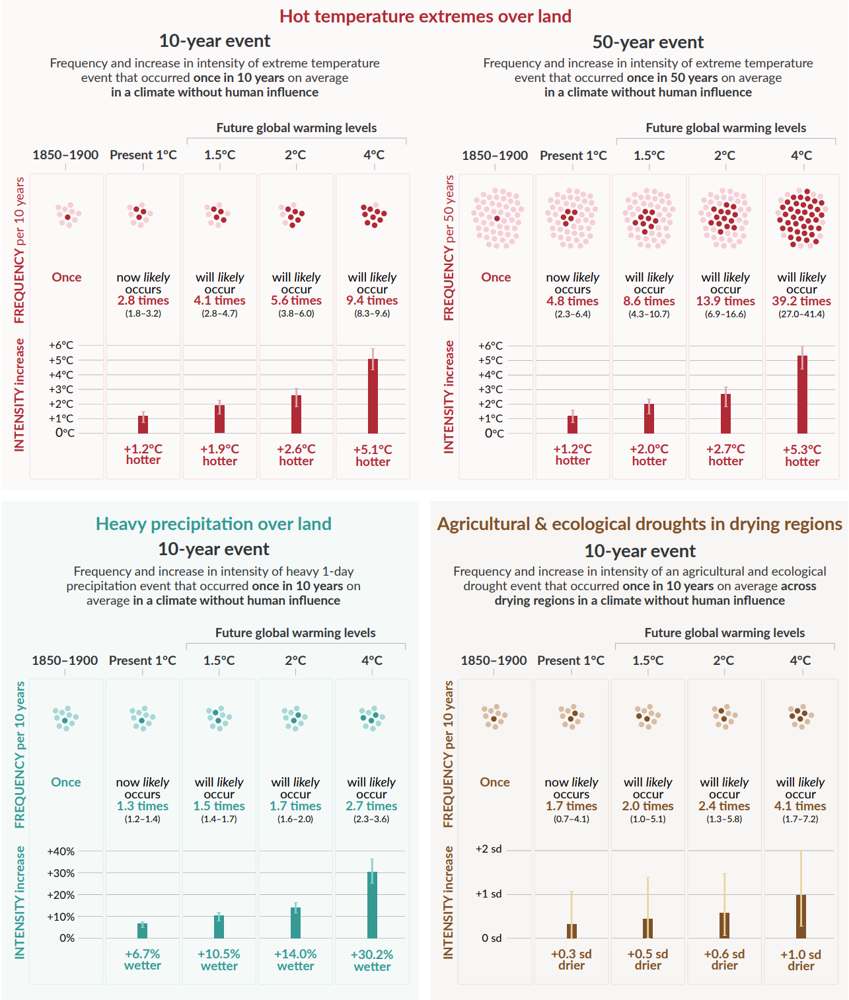 Hot temperature extremes over land
10-year event
Frequency and increase in intensity of extreme temperature
event that occurred once in 10 years on average
in a climate without human influence
Future global warming levels
1850–1900 Present 1°C 1.5°C 2°C 4°C
FREQUENCY per 10 years
Once
now likely
occurs
2.8 times
(1.8–3.2)
will likely
occur
4.1 times
(2.8–4.7)
will likely
occur
5.6 times
(3.8–6.0)
will likely
occur
9.4 times
(8.3–9.6)
INTENSITY increase
+6°C
+5°C
+4°C
+3°C
+2°C
+1°C
0°C
+1.2°C
hotter
+1.9°C
hotter
+2.6°C
hotter
+5.1°C
hotter
50-year event
Frequency and increase in intensity of extreme temperature
event that occurred once in 50 years on average
in a climate without human influence
Future global warming levels
1850–1900 Present 1°C 1.5°C 2°C 4°C
FREQUENCY per 50 years
Once
now likely
occurs
4.8 times
(2.3–6.4)
will likely
occur
8.6 times
(4.3–10.7)
will likely
occur
13.9 times
(6.9–16.6)
will likely
occur
39.2 times
(27.0–41.4)
INTENSITY increase
+6°C
+5°C
+4°C
+3°C
+2°C
+1°C
0°C
+1.2°C
hotter
+2.0°C
hotter
+2.7°C
hotter
+5.3°C
hotter
Heavy precipitation over land
10-year event
Frequency and increase in intensity of heavy 1-day
precipitation event that occurred once in 10 years on
average in a climate without human influence
Future global warming levels
1850–1900 Present 1°C 1.5°C 2°C 4°C
FREQUENCY per 10 years
Once
now likely
occurs
1.3 times
(1.2–1.4)
will likely
occur
1.5 times
(1.4–1.7)
will likely
occur
1.7 times
(1.6–2.0)
will likely
occur
2.7 times
(2.3–3.6)
INTENSITY increase
+40%
+30%
+20%
+10%
0%
+6.7%
wetter
+10.5%
wetter
+14.0%
wetter
+30.2%
wetter
Agricultural & ecological droughts in drying regions
10-year event
Frequency and increase in intensity of an agricultural and ecological
drought event that occurred once in 10 years on average across
drying regions in a climate without human influence
Future global warming levels
1850–1900 Present 1°C 1.5°C 2°C 4°C
FREQUENCY per 10 years
Once
now likely
occurs
1.7 times
(0.7–4.1)
will likely
occur
2.0 times
(1.0–5.1)
will likely
occur
2.4 times
(1.3–5.8)
will likely
occur
4.1 times
(1.7–7.2)
INTENSITY increase
+2 sd
+1 sd
0 sd
+0.3 sd
drier
+0.5 sd
drier
+0.6 sd
drier
+1.0 sd
drier